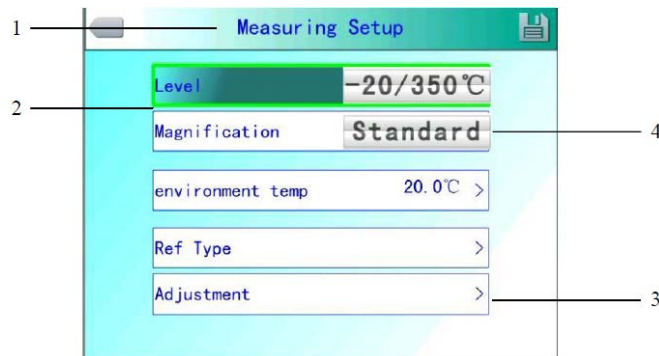 1 Measuring Setup
Level -20/350℃
2
Magnification Standard 4
environment temp 20.0℃ >
Ref Type >
Adjustment > 3